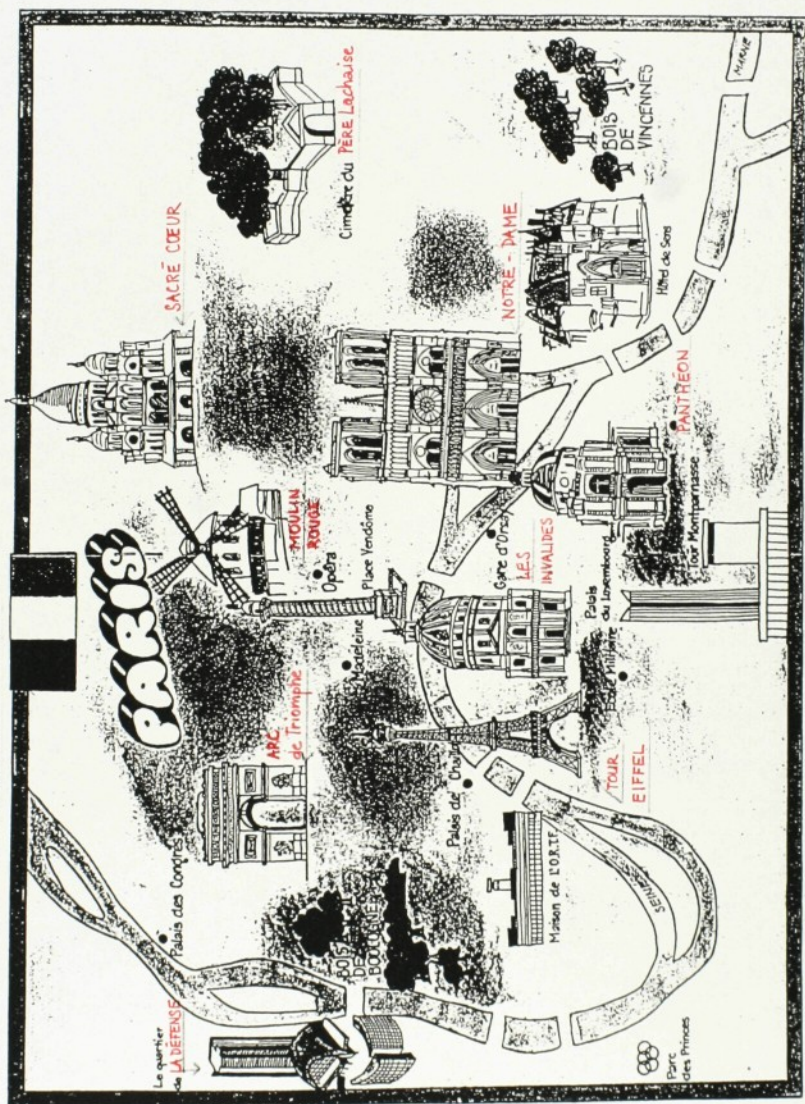 PARIS
SACRÉ COEUR
Cimetière du PÈRE Lachaise
MOULIN
ROUGE
Opéra
Place Vendôme
Madeleine
ARC
de Triomphe
Palais des Congrès
Le quartier
de LA DÉFENSE
BOIS
DE
BOULOGNE
Palais de Chaillot
Maison de L'O.R.T.F.
TOUR
EIFFEL
École Militaire
LES
INVALIDES
Gare d'Orsay
NOTRE-DAME
Hôtel de Sens
BOIS
DE
VINCENNES
MARNE
PANTHÉON
Palais
du Luxembourg
Tour Montparnasse
SEINE
Parc
des Princes